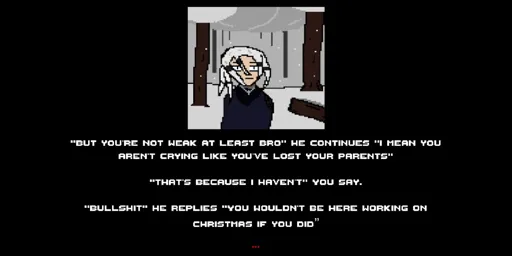 "BUT YOU'RE NOT WEAK AT LEAST BRO" HE CONTINUES "I MEAN YOU
AREN'T CRYING LIKE YOU'VE LOST YOUR PARENTS"
"THAT'S BECAUSE I HAVEN'T" YOU SAY.
"BULLSHIT" HE REPLIES "YOU WOULDN'T BE HERE WORKING ON
CHRISTMAS IF YOU DID"
...